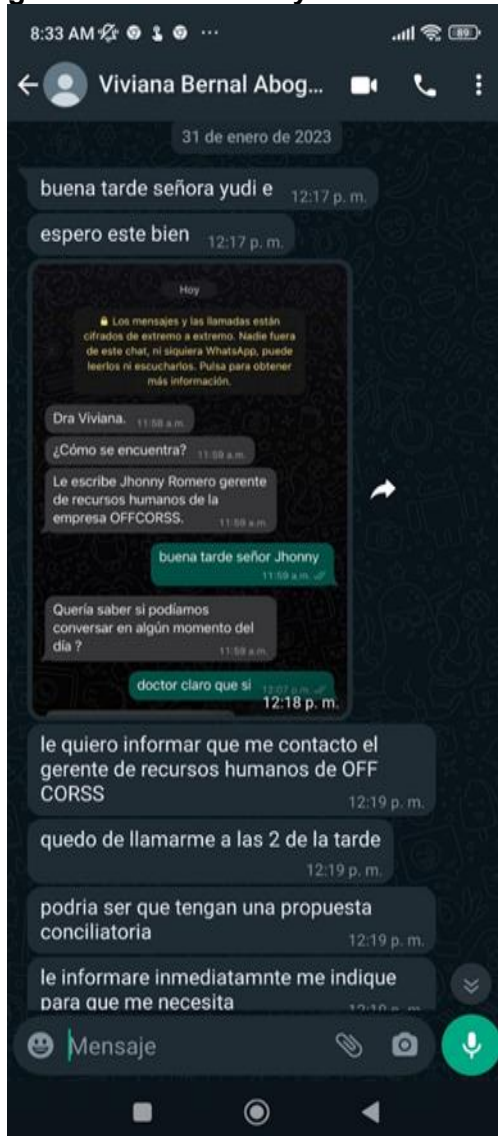 8:33 AM
89
Viviana Bernal Abog...
31 de enero de 2023
buena tarde señora yudi e 12:17 p. m.
espero este bien 12:17 p. m.
Hoy
Los mensajes y las llamadas están
cifrados de extremo a extremo. Nadie fuera
de este chat, ni siquiera WhatsApp, puede
leerlos ni escucharlos. Pulsa para obtener
más información.
Dra Viviana. 11:58 a.m.
¿Cómo se encuentra? 11:59 a.m.
Le escribe Jhonny Romero gerente
de recursos humanos de la
empresa OFFCORSS. 11:59 a.m.
buena tarde señor Jhonny
11:59 a.m.
Quería saber si podíamos
conversar en algún momento del
día ? 11:59 a.m.
doctor claro que si 12:07 p.m.
12:18 p. m.
le quiero informar que me contacto el
gerente de recursos humanos de OFF
CORSS 12:19 p. m.
quedo de llamarme a las 2 de la tarde
12:19 p. m.
podria ser que tengan una propuesta
conciliatoria 12:19 p. m.
le informare inmediatamnte me indique
para que me necesita 12:19 p. m.
Mensaje